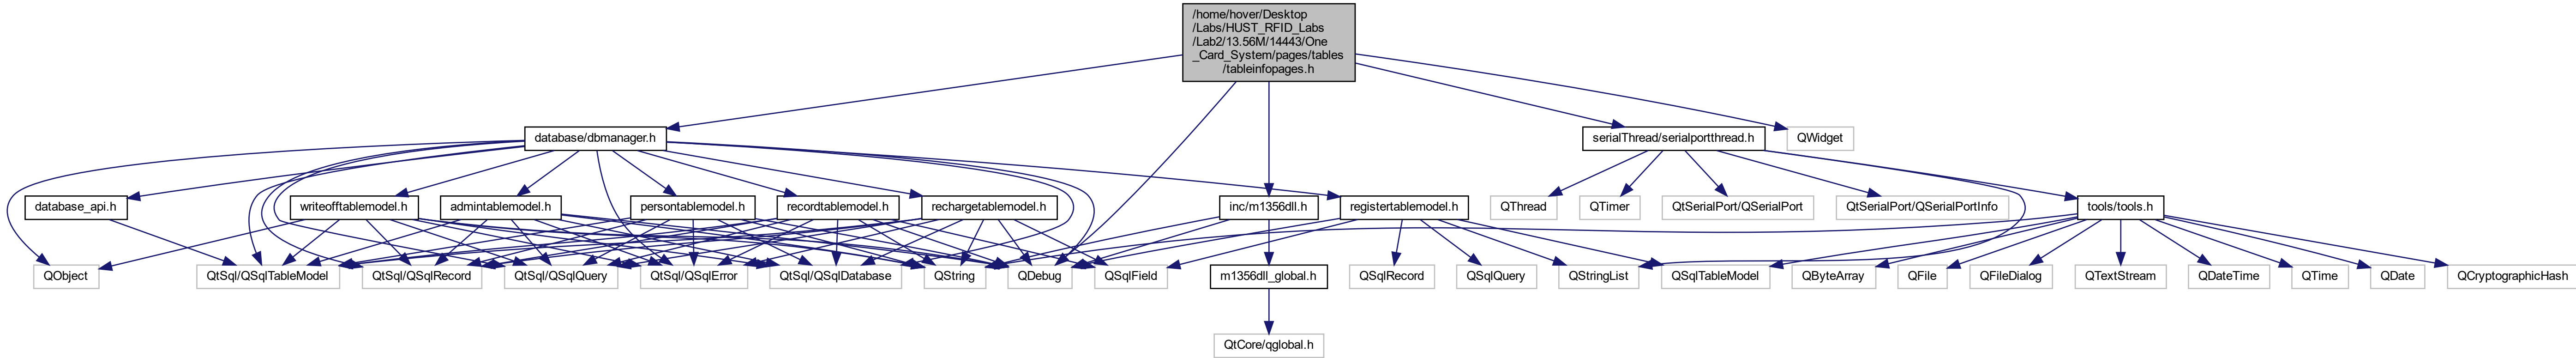 /home/hover/Desktop
/Labs/HUST_RFID_Labs
/Lab2/13.56M/14443/One
_Card_System/pages/tables
/tableinfopages.h
database/dbmanager.h
serialThread/serialportthread.h
QWidget
database_api.h
writeofftablemodel.h
admintablemodel.h
persontablemodel.h
recordtablemodel.h
rechargetablemodel.h
inc/m1356dll.h
registertablemodel.h
QThread
QTimer
QtSerialPort/QSerialPort
QtSerialPort/QSerialPortInfo
tools/tools.h
QObject
QtSql/QSqlTableModel
QtSql/QSqlRecord
QtSql/QSqlQuery
QtSql/QSqlError
QtSql/QSqlDatabase
QString
QDebug
QSqlField
m1356dll_global.h
QSqlRecord
QSqlQuery
QStringList
QSqlTableModel
QByteArray
QFile
QFileDialog
QTextStream
QDateTime
QTime
QDate
QCryptographicHash
QtCore/qglobal.h